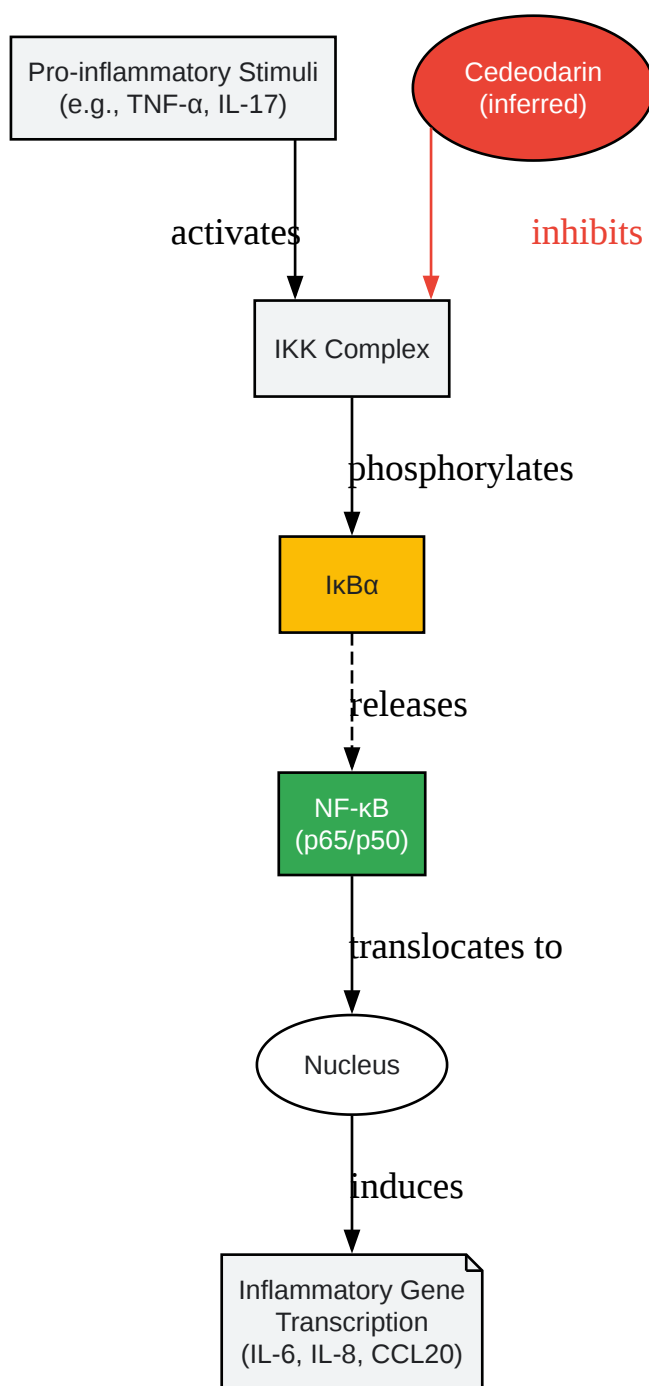 Pro-inflammatory Stimuli
(e.g., TNF-α, IL-17)
Cedeodarin
(inferred)
activates
inhibits
IKK Complex
phosphorylates
IκBα
releases
NF-κB
(p65/p50)
translocates to
Nucleus
induces
Inflammatory Gene
Transcription
(IL-6, IL-8, CCL20)